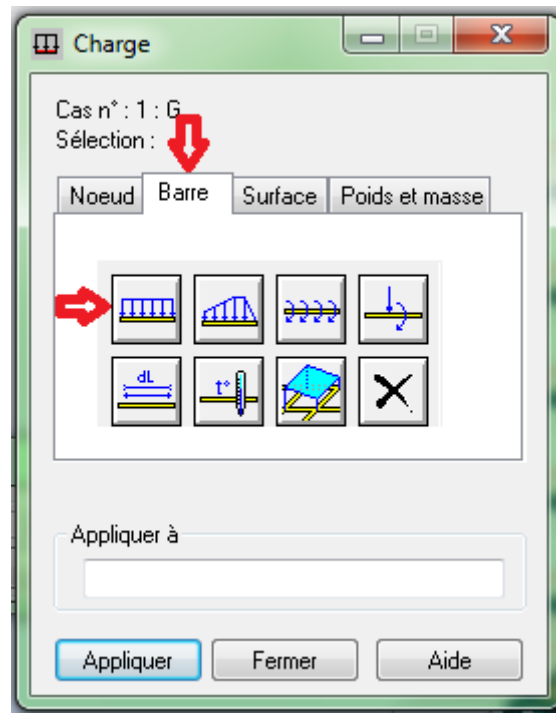 Charge
Cas n° : 1 : G
Sélection :
Noeud Barre Surface Poids et masse
dL t°
Appliquer à
Appliquer Fermer Aide